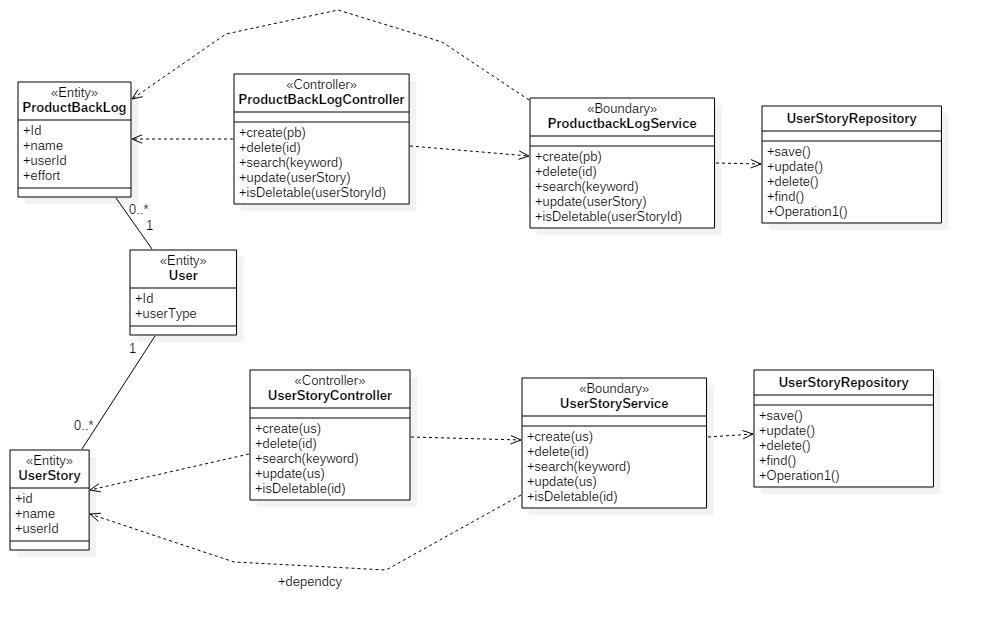 «Entity»
ProductBackLog
+Id
+name
+userId
+effort
«Controller»
ProductBackLogController
+create(pb)
+delete(id)
+search(keyword)
+update(userStory)
+isDeletable(userStoryId)
«Boundary»
ProductbackLogService
+create(pb)
+delete(id)
+search(keyword)
+update(userStory)
+isDeletable(userStoryId)
UserStoryRepository
+save()
+update()
+delete()
+find()
+Operation1()
0..*
1
«Entity»
User
+Id
+userType
1
0..*
«Entity»
UserStory
+id
+name
+userId
«Controller»
UserStoryController
+create(us)
+delete(id)
+search(keyword)
+update(us)
+isDeletable(id)
«Boundary»
UserStoryService
+create(us)
+delete(id)
+search(keyword)
+update(us)
+isDeletable(id)
UserStoryRepository
+save()
+update()
+delete()
+find()
+Operation1()
+dependcy